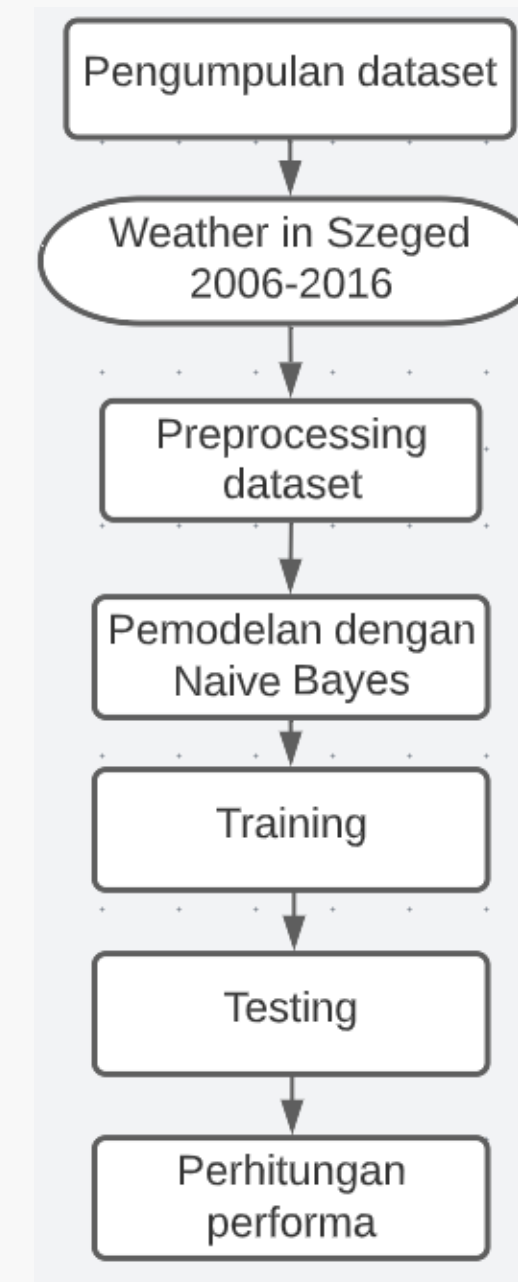 Pengumpulan dataset
Weather in Szeged
2006-2016
Preprocessing
dataset
Pemodelan dengan
Naive Bayes
Training
Testing
Perhitungan
performa